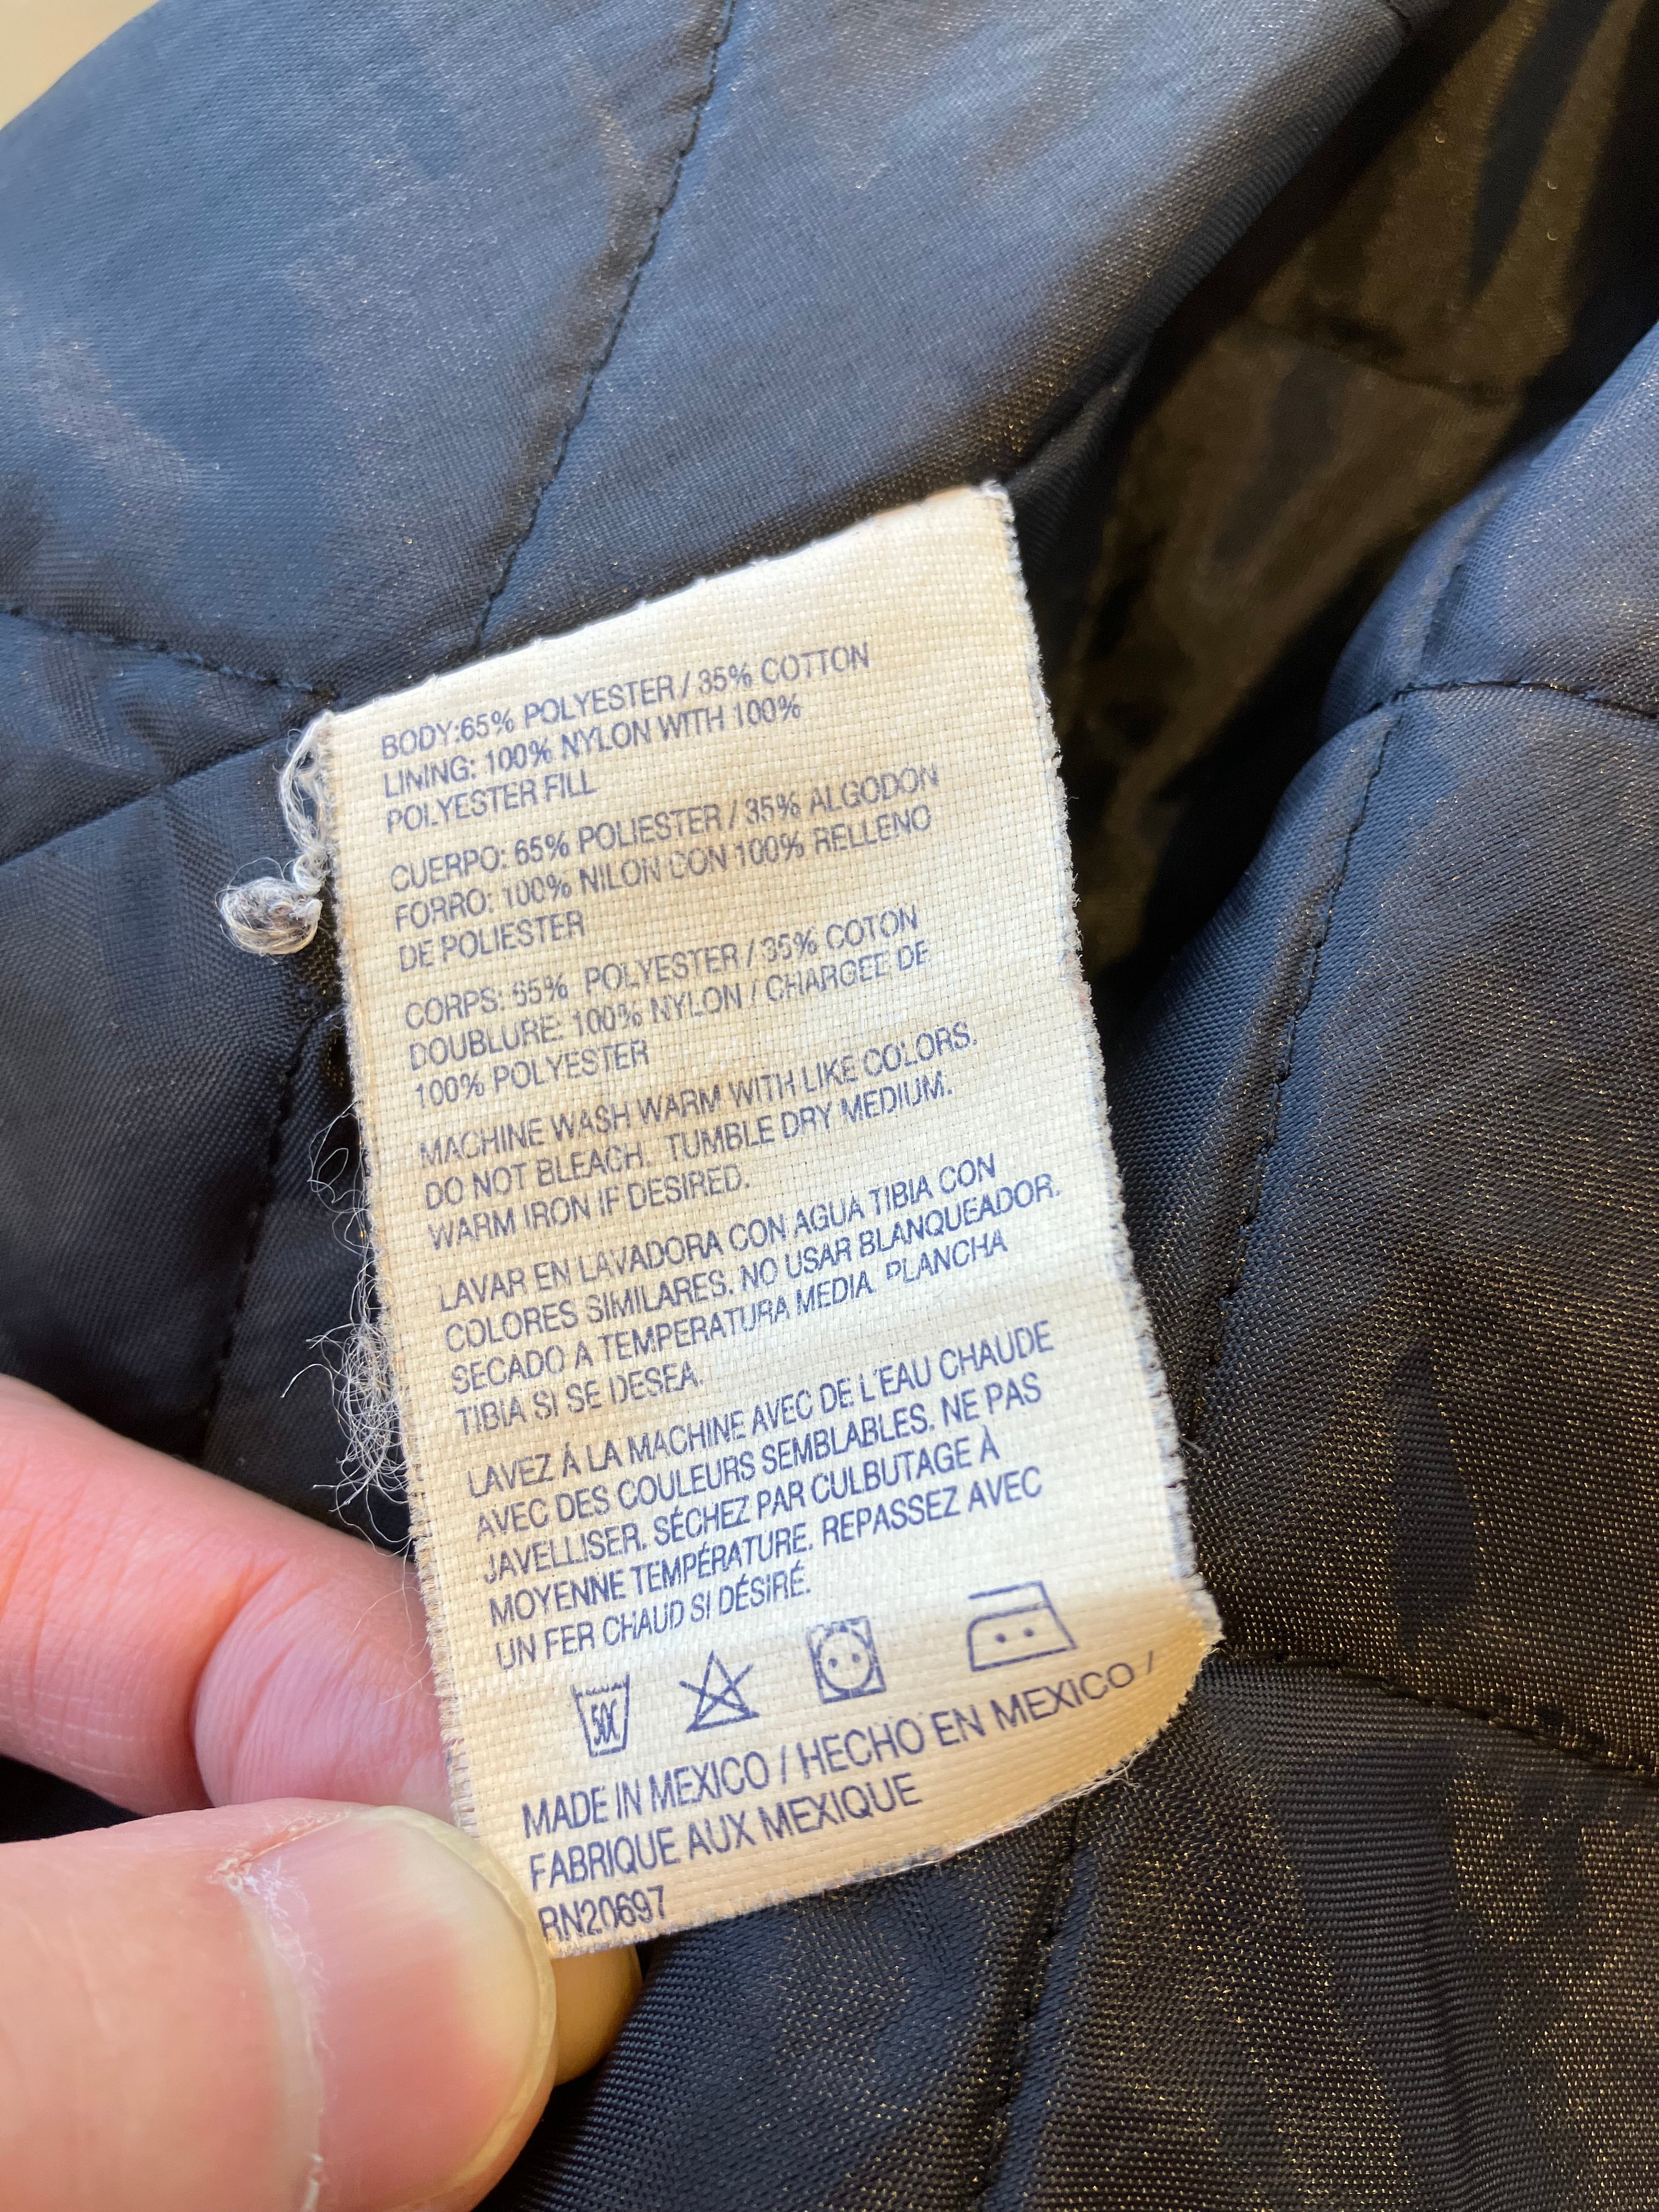 BODY:65% POLYESTER / 35% COTTON
LINING: 100% NYLON WITH 100%
POLYESTER FILL
CUERPO: 65% POLIESTER / 35% ALGODON
FORRO: 100% NILON CON 100% RELLENO
DE POLIESTER
CORPS: 65% POLYESTER / 35% COTON
DOUBLURE: 100% NYLON / CHARGEE DE
100% POLYESTER
MACHINE WASH WARM WITH LIKE COLORS.
DO NOT BLEACH. TUMBLE DRY MEDIUM.
WARM IRON IF DESIRED.
LAVAR EN LAVADORA CON AGUA TIBIA CON
COLORES SIMILARES. NO USAR BLANQUEADOR.
SECADO A TEMPERATURA MEDIA. PLANCHA
TIBIA SI SE DESEA.
LAVEZ À LA MACHINE AVEC DE L'EAU CHAUDE
AVEC DES COULEURS SEMBLABLES. NE PAS
JAVELLISER. SÉCHEZ PAR CULBUTAGE À
MOYENNE TEMPÉRATURE. REPASSEZ AVEC
UN FER CHAUD SI DÉSIRÉ.
50C
MADE IN MEXICO / HECHO EN MEXICO /
FABRIQUE AUX MEXIQUE
RN20697